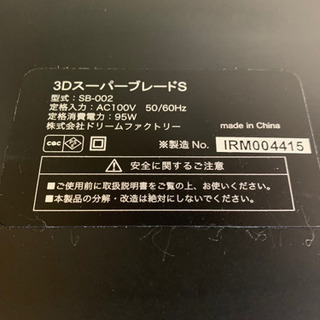 3DスーパーブレードS
型式：SB-002
定格入力：AC100V　50/60Hz
定格消費電力：95W
株式会社ドリームファクトリー
made in China
※製造 No. IRM004415
⚠ 安全に関するご注意
■ご使用前に取扱説明書をご覧の上、お使いください。
■本製品の分解・改造は絶対に行わないでください。